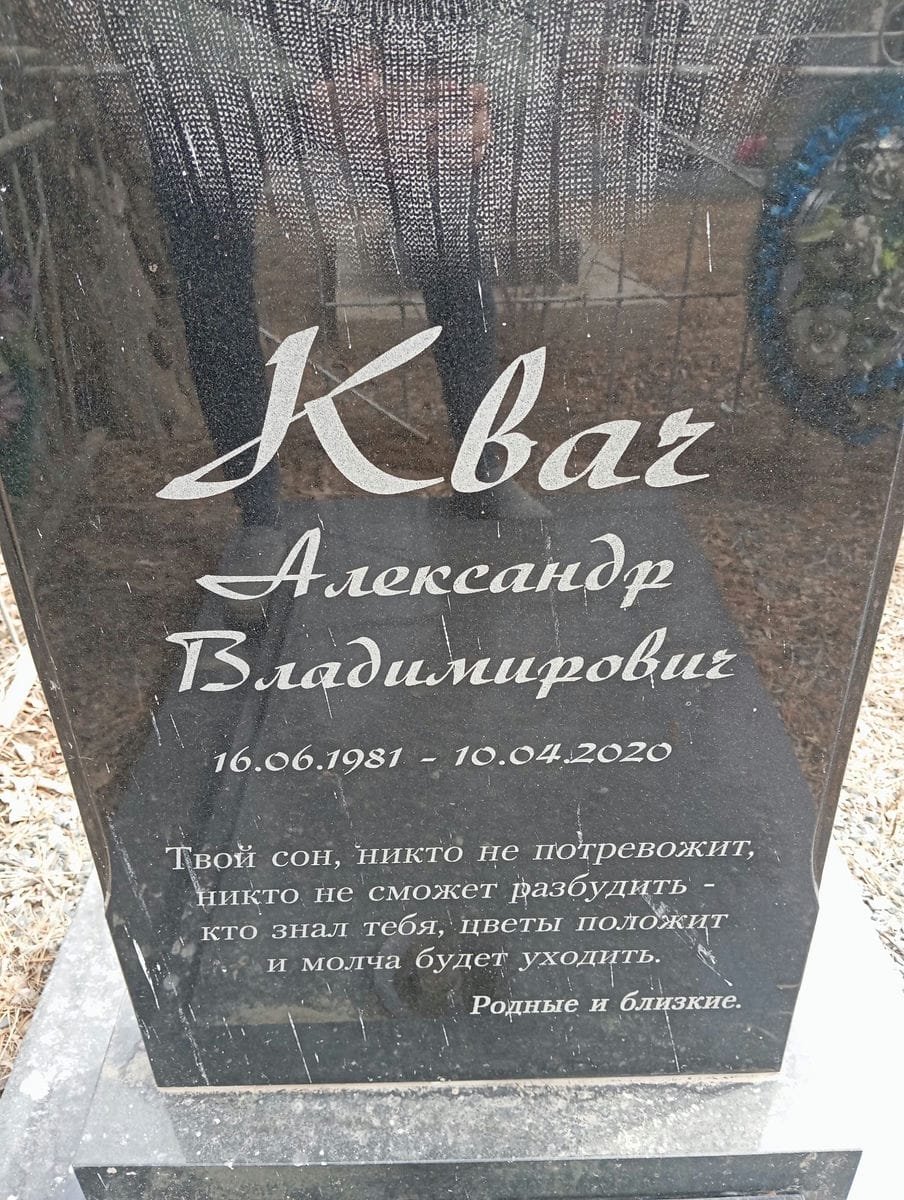 Квач
Александр
Владимирович
16.06.1981 - 10.04.2020
Твой сон, никто не потревожит,
никто не сможет разбудить -
кто знал тебя, цветы положит
и молча будет уходить.
Родные и близкие.